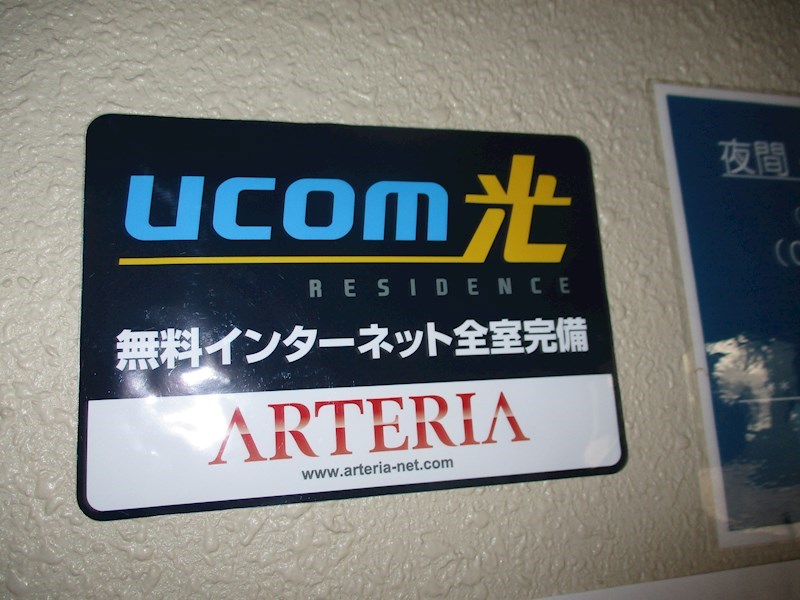 UCOM光
RESIDENCE
無料インターネット全室完備
ARTERIA
www.arteria-net.com
夜間